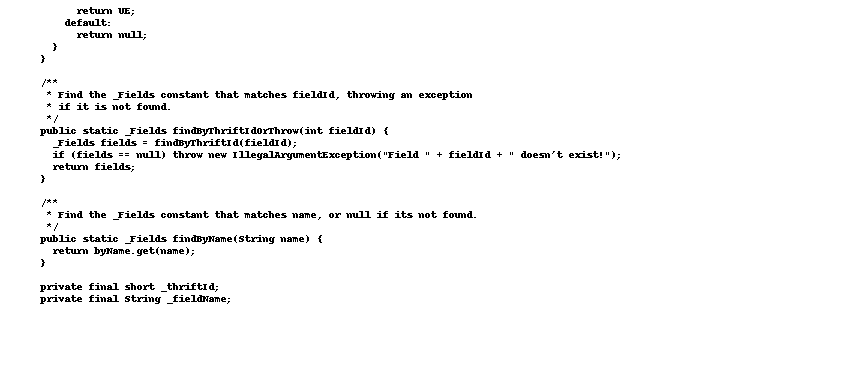 return UE;
default:
return null;
}
}
/**
* Find the _Fields constant that matches fieldId, throwing an exception
* if it is not found.
*/
public static _Fields findByThriftIdOrThrow(int fieldId) {
_Fields fields = findByThriftId(fieldId);
if (fields == null) throw new IllegalArgumentException("Field " + fieldId + " doesn't exist!");
return fields;
}
/**
* Find the _Fields constant that matches name, or null if its not found.
*/
public static _Fields findByName(String name) {
return byName.get(name);
}
private final short _thriftId;
private final String _fieldName;